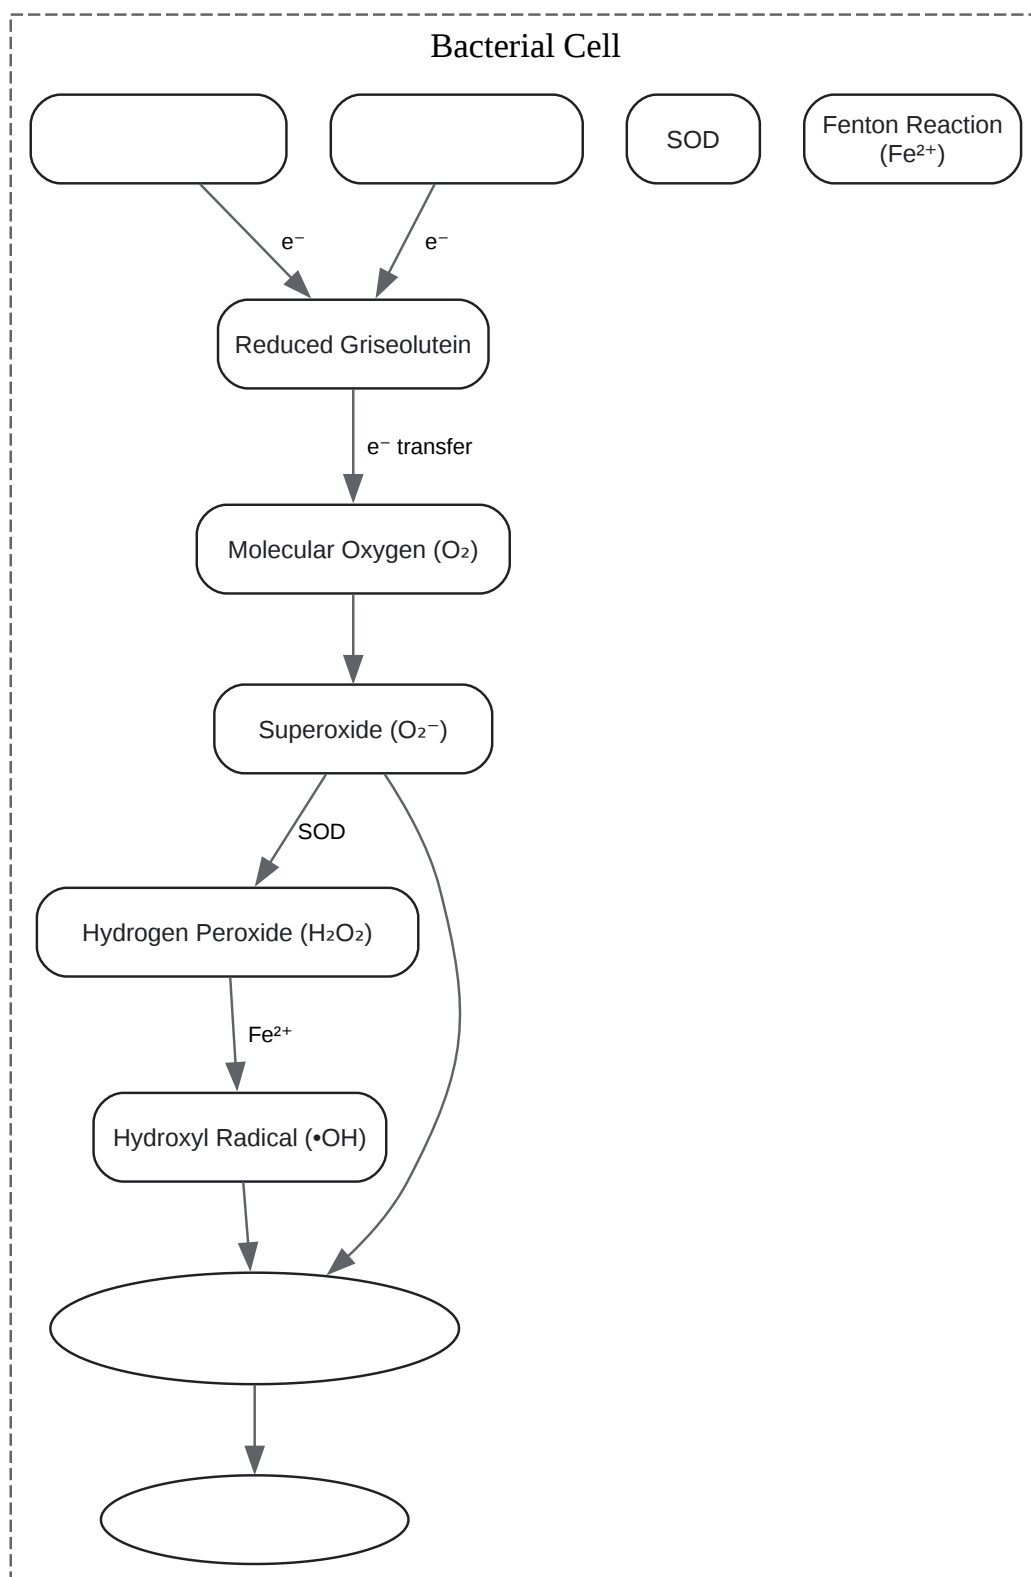 Bacterial Cell
SOD
Fenton Reaction
(Fe²⁺)
e⁻
e⁻
Reduced Griseolutein
e⁻ transfer
Molecular Oxygen (O₂)
Superoxide (O₂⁻)
SOD
Hydrogen Peroxide (H₂O₂)
Fe²⁺
Hydroxyl Radical (•OH)